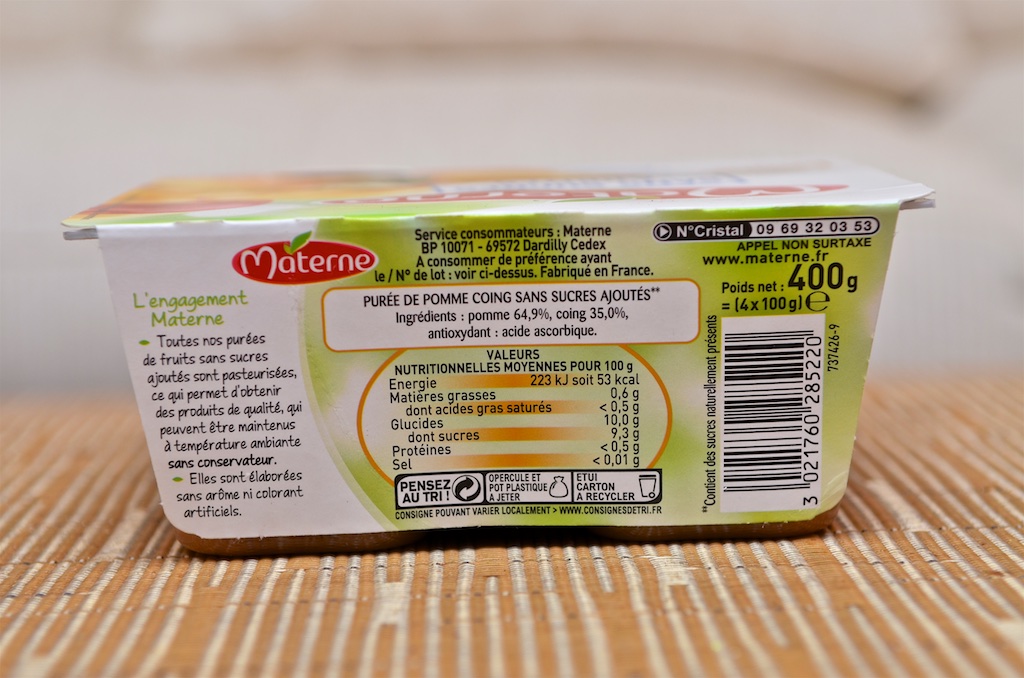 Materne
L'engagement
Materne
Toutes nos purées
de fruits sans sucres
ajoutés sont pasteurisées,
ce qui permet d'obtenir
des produits de qualité, qui
peuvent être maintenus
à température ambiante
sans conservateur.
Elles sont élaborées
sans arôme ni colorant
artificiels.
Service consommateurs : Materne
BP 10071 - 69572 Dardilly Cedex
A consommer de préférence avant
le / N° de lot : voir ci-dessus. Fabriqué en France.
PURÉE DE POMME COING SANS SUCRES AJOUTÉS**
Ingrédients : pomme 64,9%, coing 35,0%,
antioxydant : acide ascorbique.
VALEURS
NUTRITIONNELLES MOYENNES POUR 100 g
Energie 223 kJ soit 53 kcal
Matières grasses 0,6 g
dont acides gras saturés < 0,5 g
Glucides 10,0 g
dont sucres 9,3 g
Protéines < 0,5 g
Sel < 0,01 g
PENSEZ
AU TRI !
OPERCULE ET
POT PLASTIQUE
A JETER
ETUI
CARTON
A RECYCLER
CONSIGNE POUVANT VARIER LOCALEMENT > WWW.CONSIGNESDETRI.FR
N°Cristal 09 69 32 03 53
APPEL NON SURTAXE
www.materne.fr
Poids net : 400g
= (4x100g) e
**Contient des sucres naturellement présents
3 021760 285220
737426-9